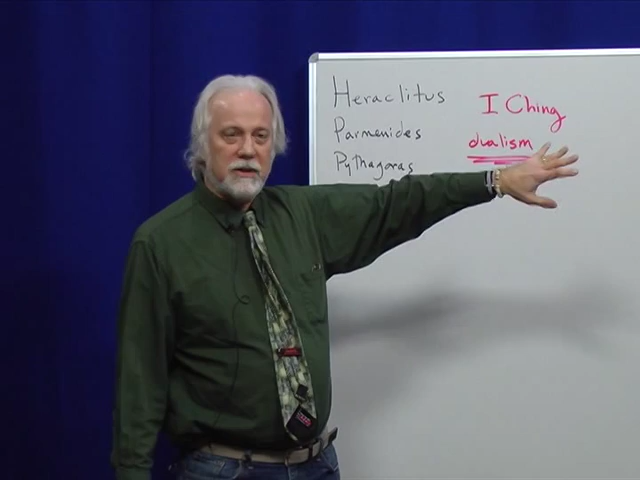 Heraclitus
Parmenides
Pythagoras
I Ching
dualism